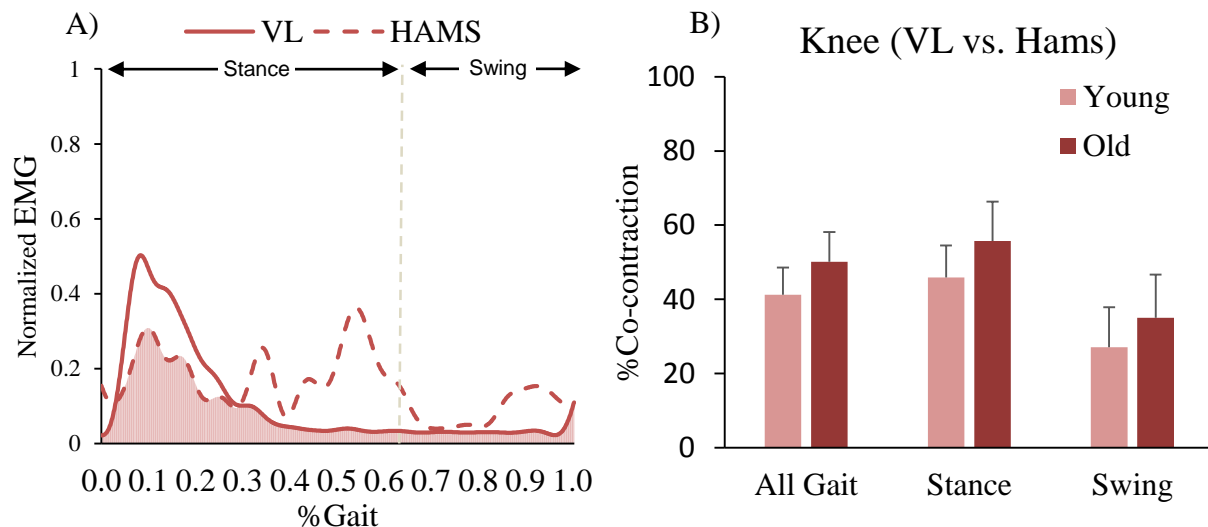 A)
VL HAMS
Stance Swing
1
0.8
0.6
0.4
0.2
0
Normalized EMG
0.0 0.1 0.2 0.3 0.4 0.5 0.6 0.7 0.8 0.9 1.0
%Gait
B)
Knee (VL vs. Hams)
Young
Old
100
80
60
40
20
0
%Co-contraction
All Gait Stance Swing